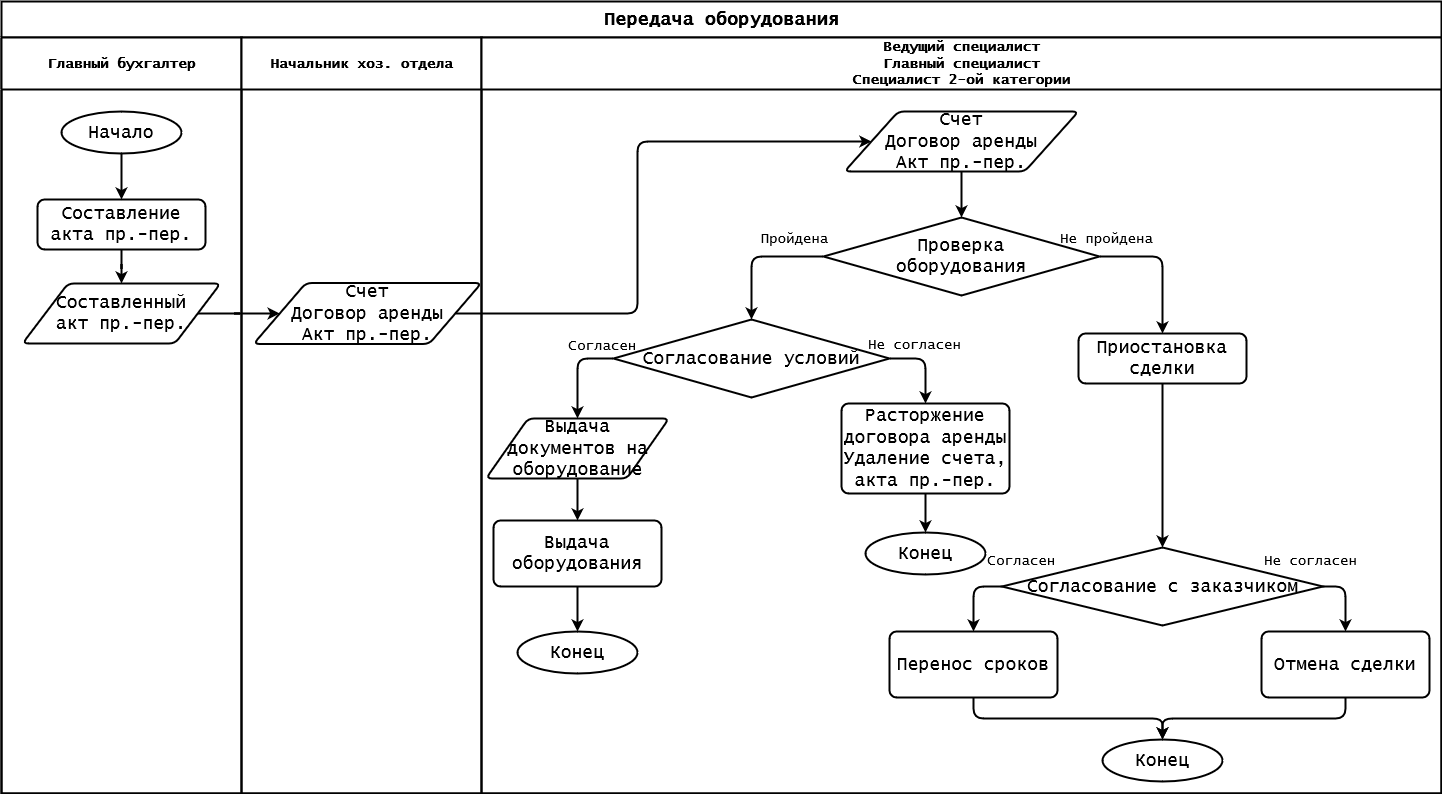 Передача оборудования
Главный бухгалтер
Начальник хоз. отдела
Ведущий специалист
Главный специалист
Специалист 2-ой категории
Начало
Составление
акта пр.-пер.
Составленный
акт пр.-пер.
Счет
Договор аренды
Акт пр.-пер.
Счет
Договор аренды
Акт пр.-пер.
Пройдена
Проверка
оборудования
Не пройдена
Согласен
Согласование условий
Не согласен
Приостановка
сделки
Выдача
документов на
оборудование
Расторжение
договора аренды
Удаление счета,
акта пр.-пер.
Выдача
оборудования
Конец
Конец
Согласен
Согласование с заказчиком
Не согласен
Перенос сроков
Отмена сделки
Конец